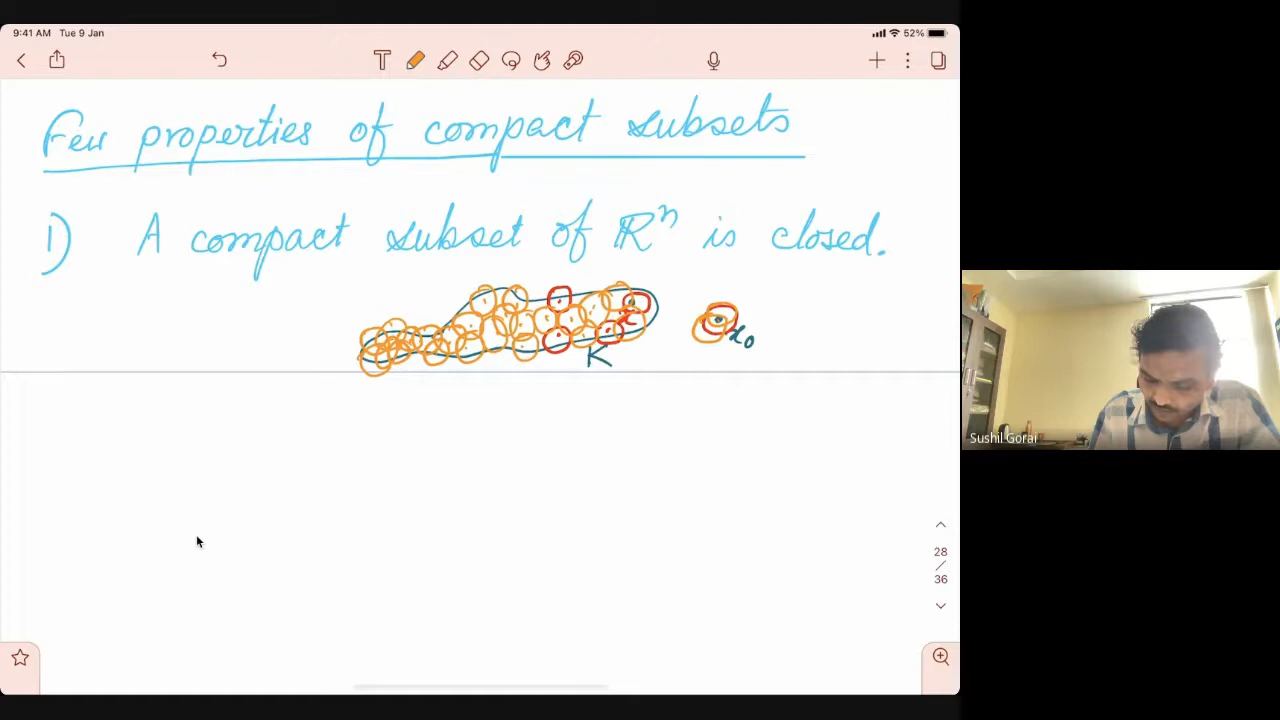 9:41 AM Tue 9 Jan
52%
Few properties of compact subsets
1) A compact subset of ℝⁿ is closed.
x
x₀
K
Sushil Gorai
28
/
36